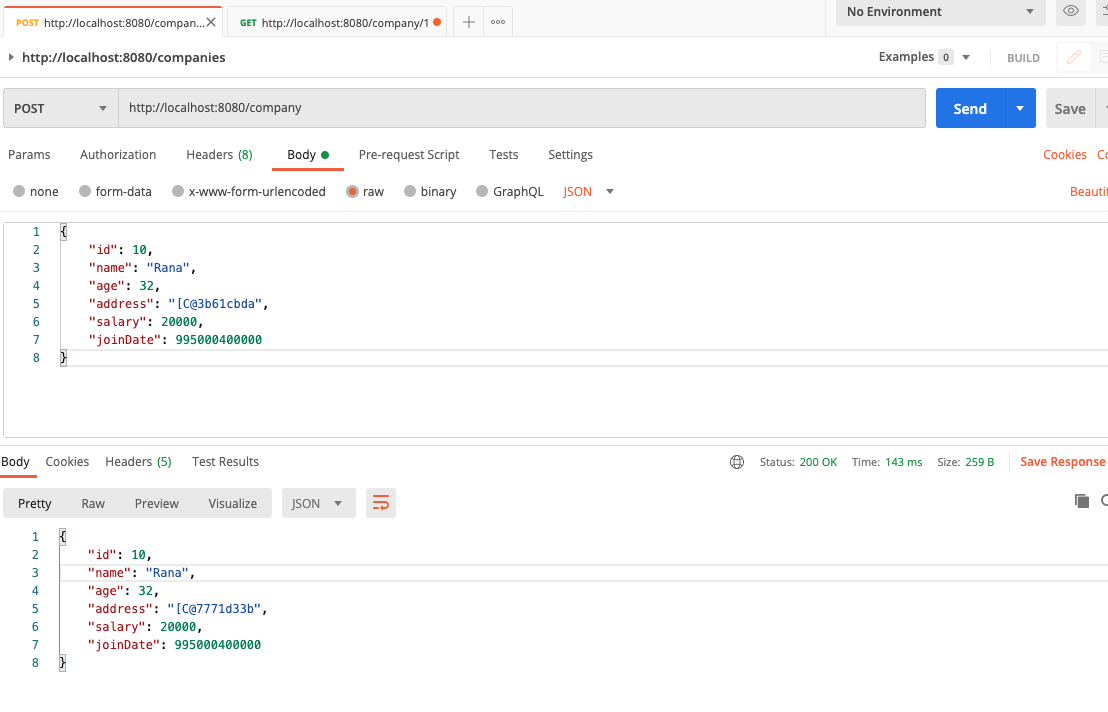 POST http://localhost:8080/compan... GET http://localhost:8080/company/1 No Environment
http://localhost:8080/companies Examples 0 BUILD
POST http://localhost:8080/company Send Save
Params Authorization Headers (8) Body Pre-request Script Tests Settings Cookies
none form-data x-www-form-urlencoded raw binary GraphQL JSON Beautif
1 {
2 "id": 10,
3 "name": "Rana",
4 "age": 32,
5 "address": "[C@3b61cbda",
6 "salary": 20000,
7 "joinDate": 995000400000
8 }
Body Cookies Headers (5) Test Results Status: 200 OK Time: 143 ms Size: 259 B Save Response
Pretty Raw Preview Visualize JSON
1 {
2 "id": 10,
3 "name": "Rana",
4 "age": 32,
5 "address": "[C@7771d33b",
6 "salary": 20000,
7 "joinDate": 995000400000
8 }